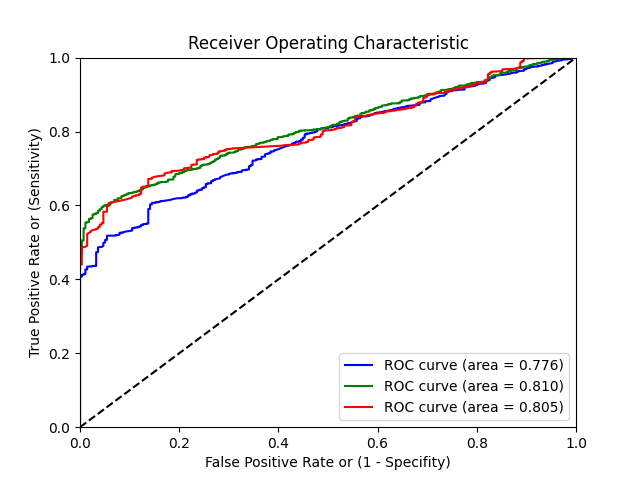 Receiver Operating Characteristic
True Positive Rate or (Sensitivity)
1.0
0.8
0.6
0.4
0.2
0.0
ROC curve (area = 0.776)
ROC curve (area = 0.810)
ROC curve (area = 0.805)
0.0 0.2 0.4 0.6 0.8 1.0
False Positive Rate or (1 - Specifity)